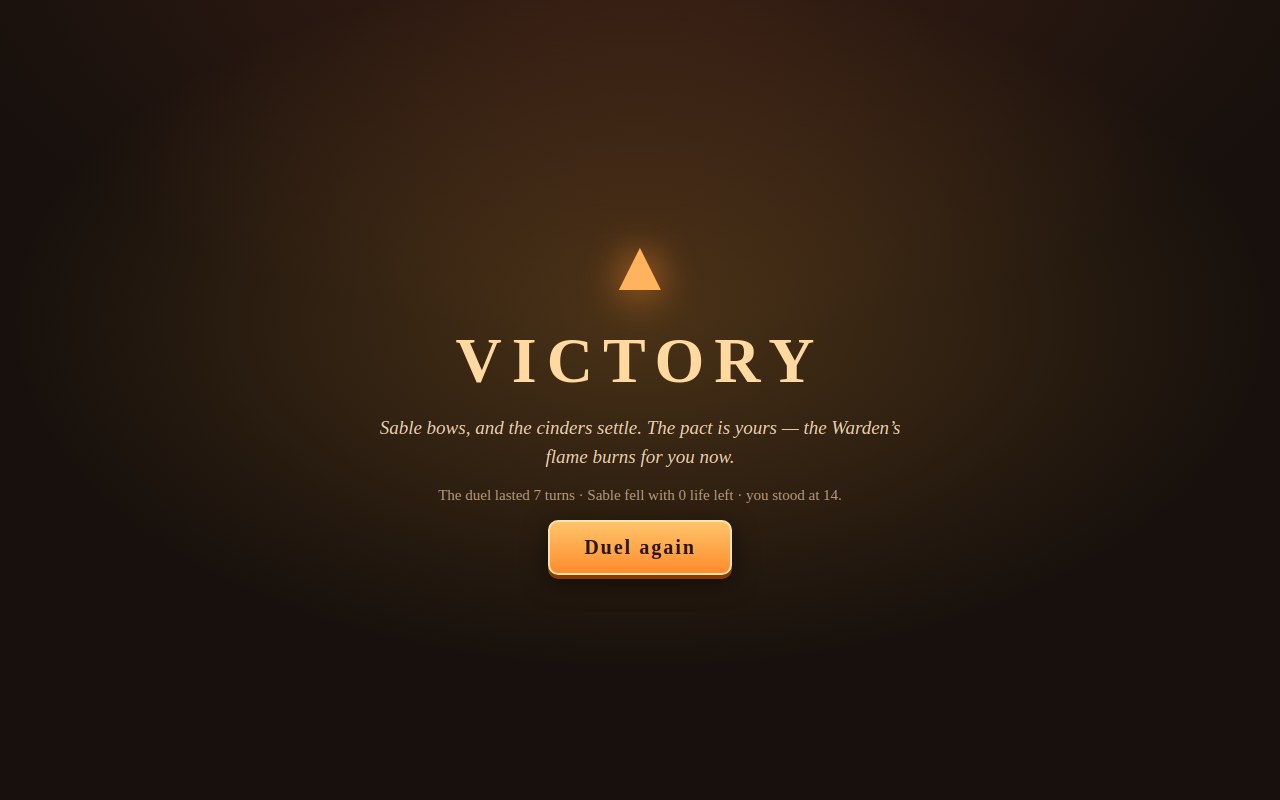 VICTORY
Sable bows, and the cinders settle. The pact is yours — the Warden’s
flame burns for you now.
The duel lasted 7 turns · Sable fell with 0 life left · you stood at 14.
Duel again